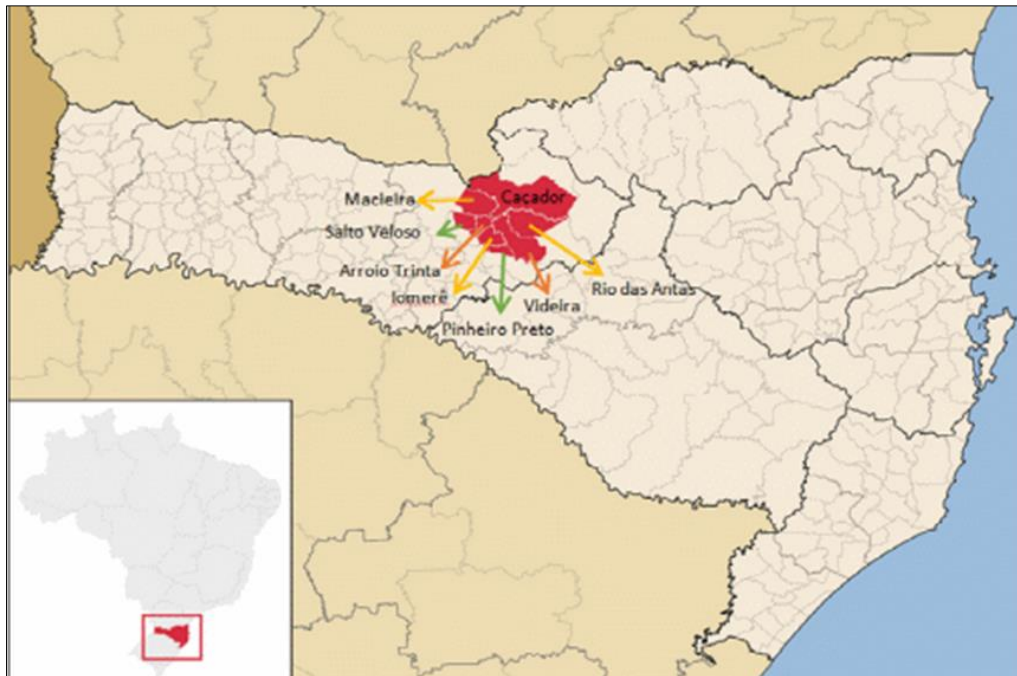 Macieira
Caçador
Salto Veloso
Arroio Trinta
Iomerê
Rio das Antas
Videira
Pinheiro Preto